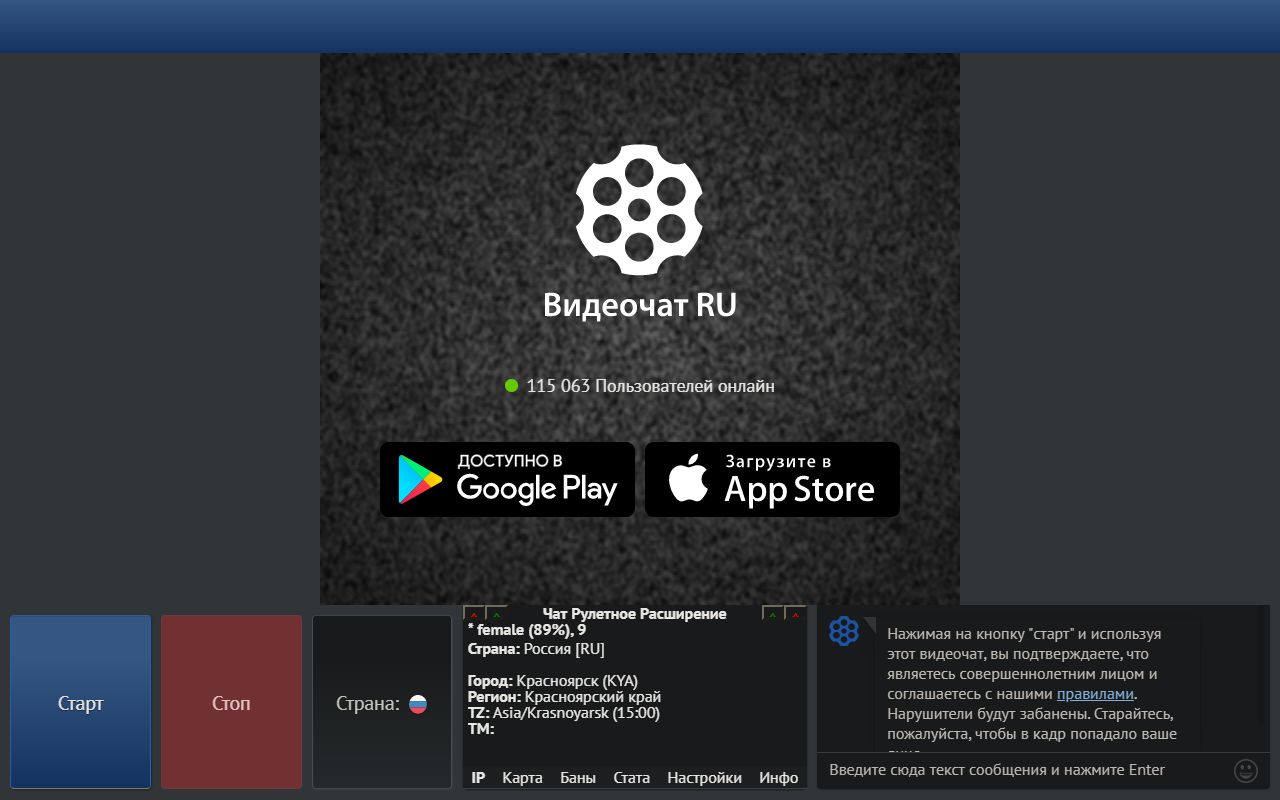 Видеочат RU
115 063 Пользователей онлайн
ДОСТУПНО В
Google Play
Загрузите в
App Store
Старт
Стоп
Страна:
Чат Рулетное Расширение
* female (89%), 9
Страна: Россия [RU]
Город: Красноярск (KYA)
Регион: Красноярский край
TZ: Asia/Krasnoyarsk (15:00)
TM:
IP Карта Баны Стата Настройки Инфо
Нажимая на кнопку "старт" и используя
этот видеочат, вы подтверждаете, что
являетесь совершеннолетним лицом и
соглашаетесь с нашими правилами.
Нарушители будут забанены. Старайтесь,
пожалуйста, чтобы в кадр попадало ваше
Введите сюда текст сообщения и нажмите Enter